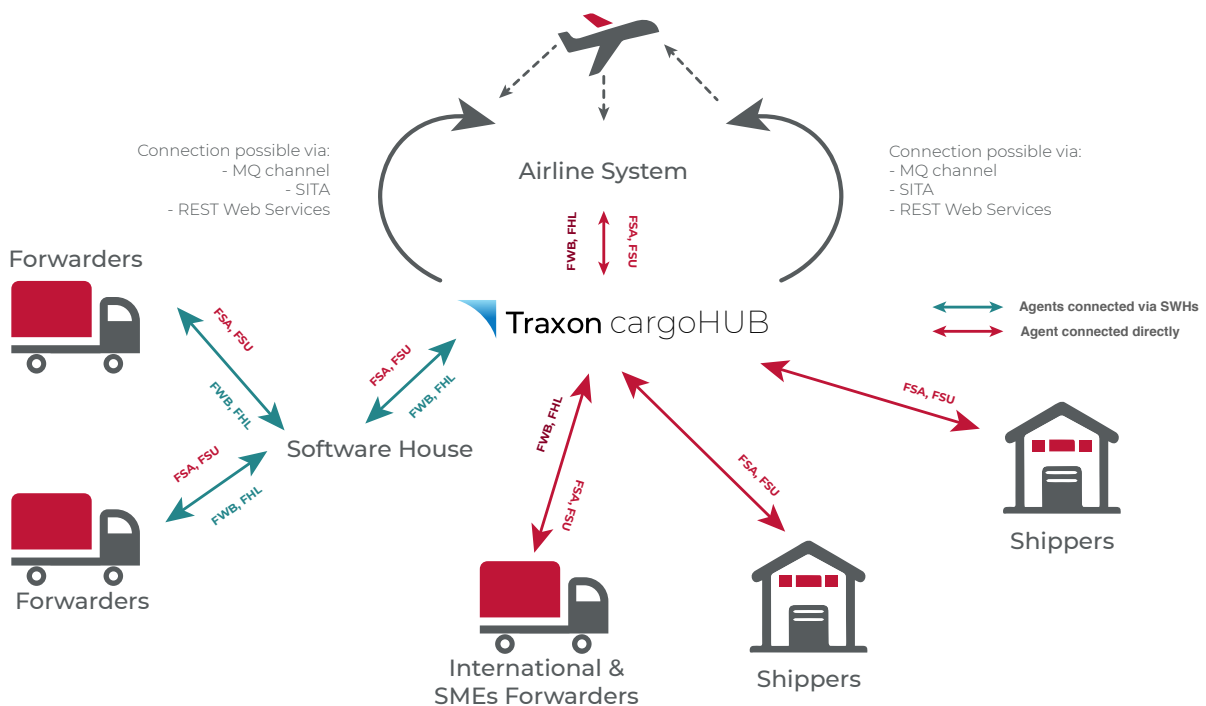 Connection possible via:
- MQ channel
- SITA
- REST Web Services
Airline System
Connection possible via:
- MQ channel
- SITA
- REST Web Services
FWB, FHL
FSA, FSU
Forwarders
Traxon cargoHUB
Agents connected via SWHs
Agent connected directly
FSA, FSU
FWB, FHL
FSA, FSU
FWB, FHL
Software House
FSA, FSU
FWB, FHL
Forwarders
FWB, FHL
FSA, FSU
International &
SMEs Forwarders
FSA, FSU
Shippers
FSA, FSU
Shippers